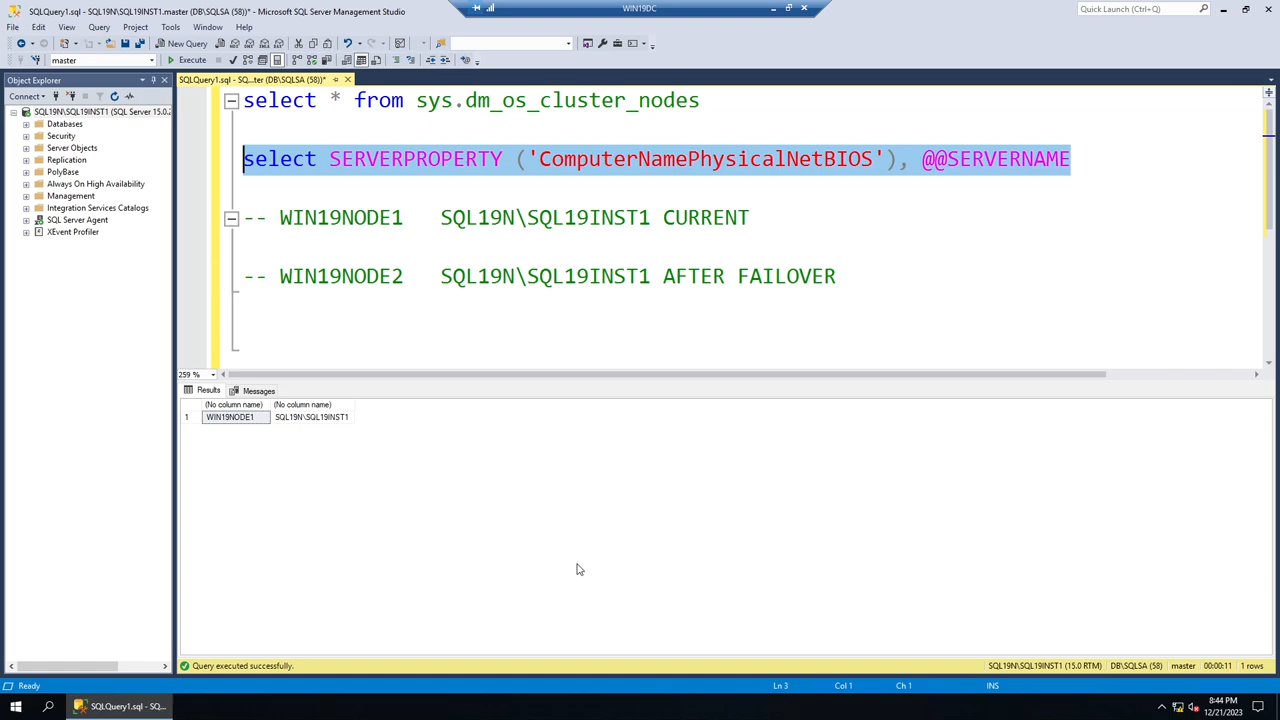 SQLQuery1.sql - SQL19N\SQL19INST1.master (DB\SQLSA (58))* - Microsoft SQL Server Management Studio
WIN19DC
Quick Launch (Ctrl+Q)
File Edit View Query Project Tools Window Help
New Query
master
Execute
Object Explorer
SQLQuery1.sql - SQ...ter (DB\SQLSA (58))*
Connect
SQL19N\SQL19INST1 (SQL Server 15.0.2
Databases
Security
Server Objects
Replication
PolyBase
Always On High Availability
Management
Integration Services Catalogs
SQL Server Agent
XEvent Profiler
select * from sys.dm_os_cluster_nodes
select SERVERPROPERTY ('ComputerNamePhysicalNetBIOS'), @@SERVERNAME
-- WIN19NODE1 SQL19N\SQL19INST1 CURRENT
-- WIN19NODE2 SQL19N\SQL19INST1 AFTER FAILOVER
259 %
Results Messages
(No column name) (No column name)
1 WIN19NODE1 SQL19N\SQL19INST1
Query executed successfully. SQL19N\SQL19INST1 (15.0 RTM) DB\SQLSA (58) master 00:00:11 1 rows
Ready Ln 3 Col 1 Ch 1 INS
SQLQuery1.sql - SQ...
8:44 PM
12/21/2023